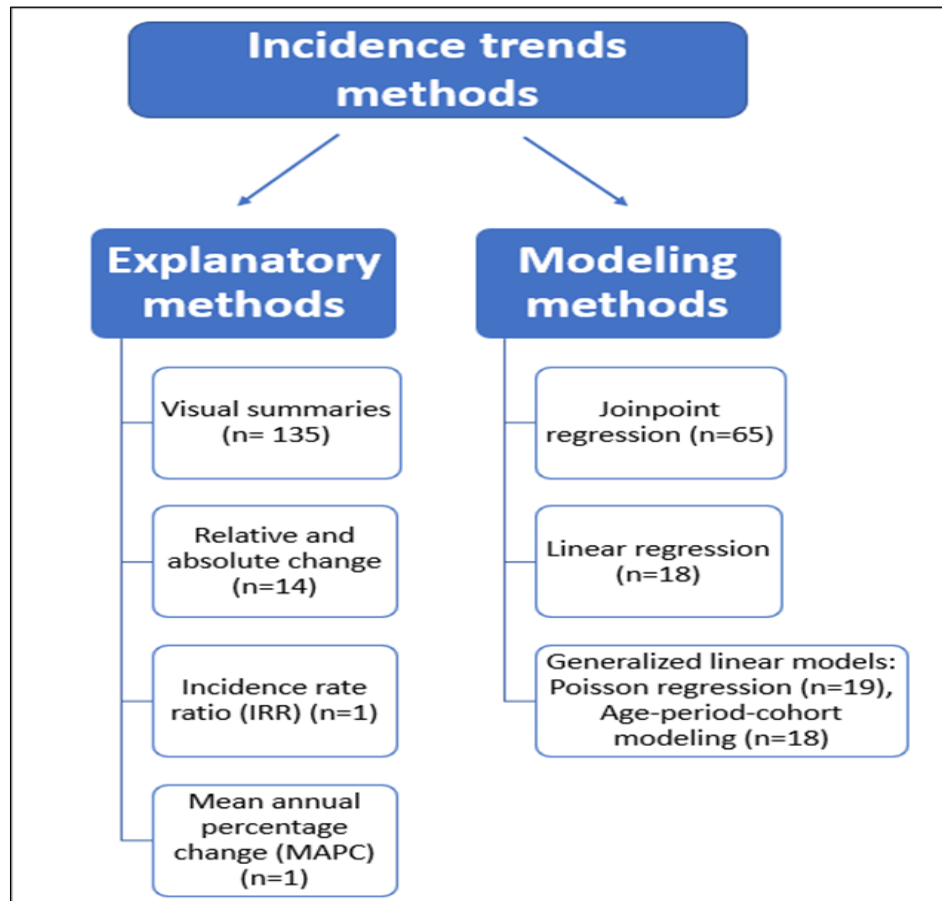 Incidence trends
methods
Explanatory
methods
Visual summaries
(n= 135)
Relative and
absolute change
(n=14)
Incidence rate
ratio (IRR) (n=1)
Mean annual
percentage
change (MAPC)
(n=1)
Modeling
methods
Joinpoint
regression (n=65)
Linear regression
(n=18)
Generalized linear models:
Poisson regression (n=19),
Age-period-cohort
modeling (n=18)